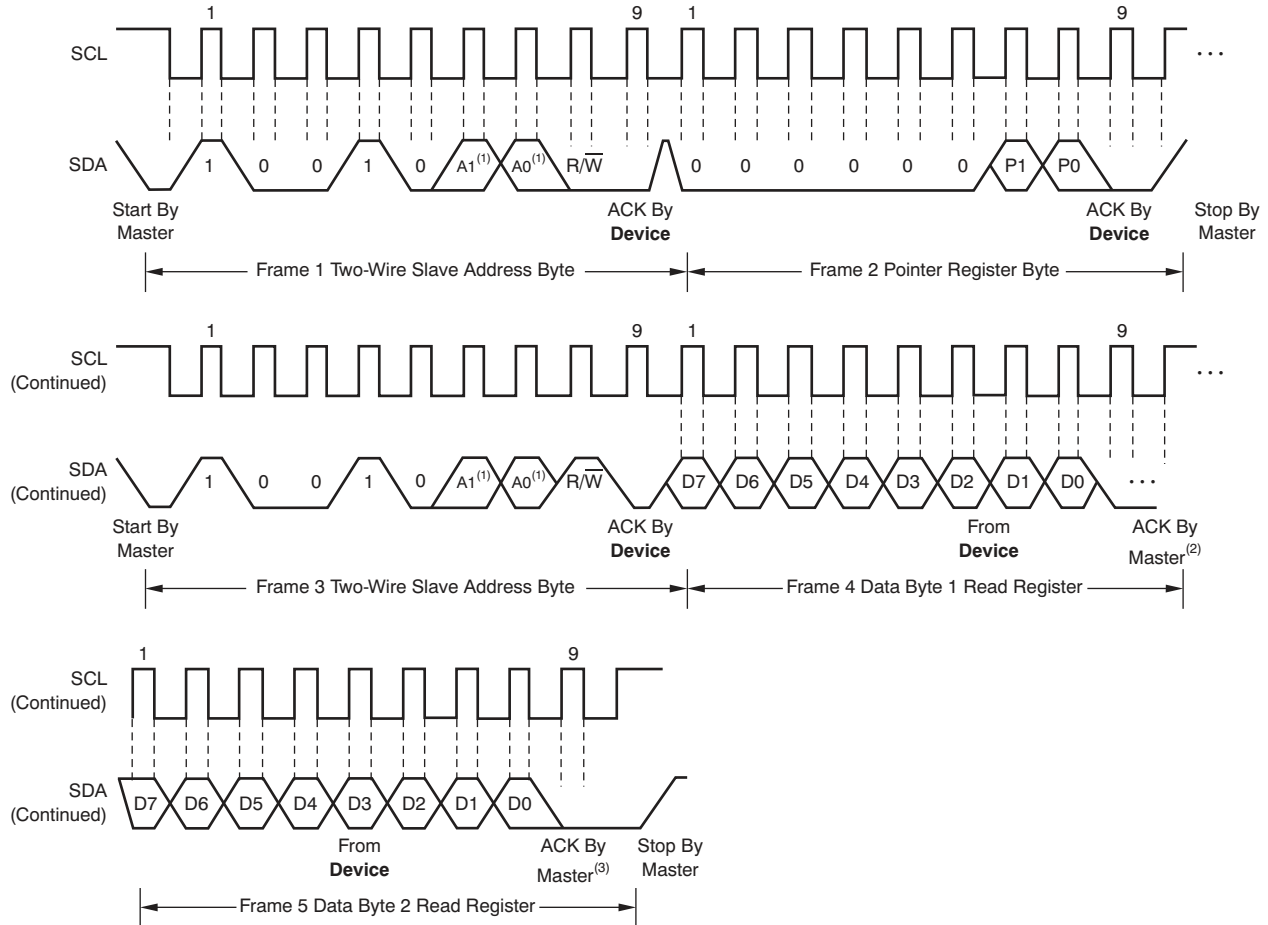 1 9 1 9
SCL ...
SDA 1 0 0 1 0 A1(1) A0(1) R/W̅ 0 0 0 0 0 0 P1 P0
Start By Master ACK By Device ACK By Device Stop By Master
Frame 1 Two-Wire Slave Address Byte Frame 2 Pointer Register Byte
1 9 1 9
SCL (Continued) ...
SDA (Continued) 1 0 0 1 0 A1(1) A0(1) R/W̅ D7 D6 D5 D4 D3 D2 D1 D0 ...
Start By Master ACK By Device From Device ACK By Master(2)
Frame 3 Two-Wire Slave Address Byte Frame 4 Data Byte 1 Read Register
1 9
SCL (Continued)
SDA (Continued) D7 D6 D5 D4 D3 D2 D1 D0
From Device ACK By Master(3) Stop By Master
Frame 5 Data Byte 2 Read Register